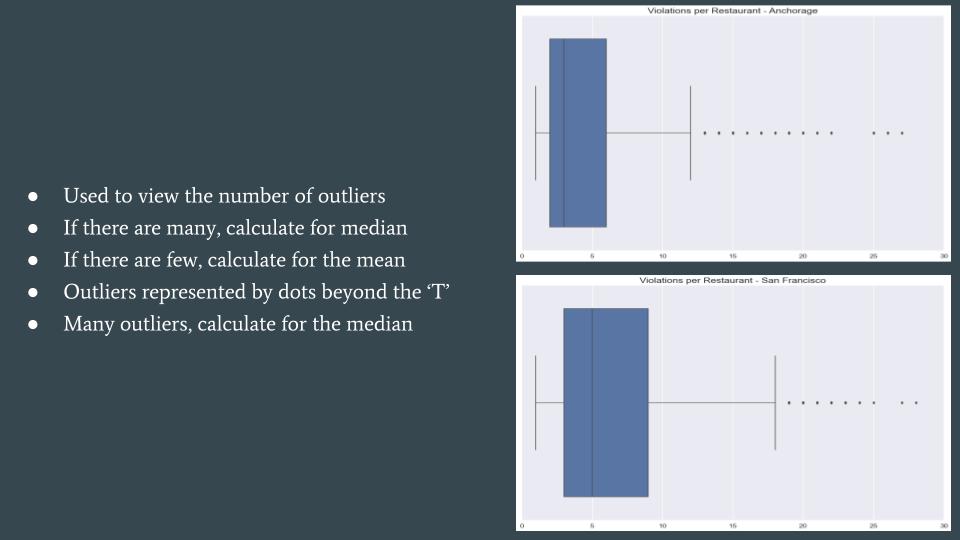 ● Used to view the number of outliers
● If there are many, calculate for median
● If there are few, calculate for the mean
● Outliers represented by dots beyond the ‘T’
● Many outliers, calculate for the median
Violations per Restaurant - Anchorage
0 5 10 15 20 25 30
Violations per Restaurant - San Francisco
0 5 10 15 20 25 30